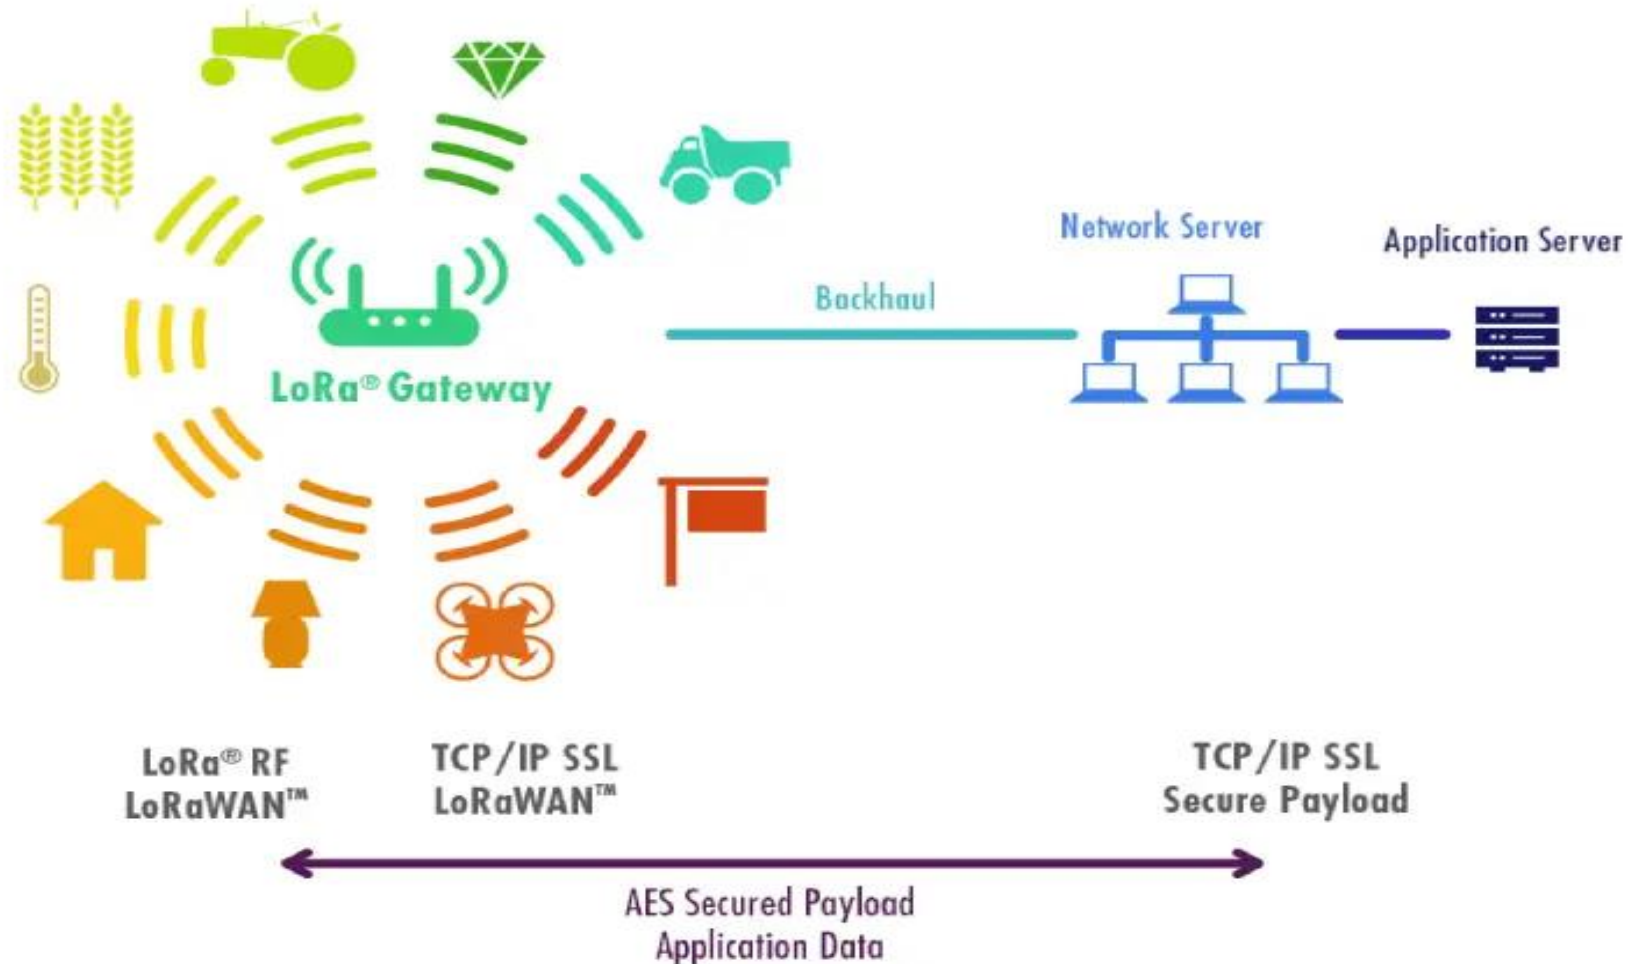 Network Server
Application Server
Backhaul
LoRa® Gateway
LoRa® RF
LoRaWAN™
TCP/IP SSL
LoRaWAN™
TCP/IP SSL
Secure Payload
AES Secured Payload
Application Data